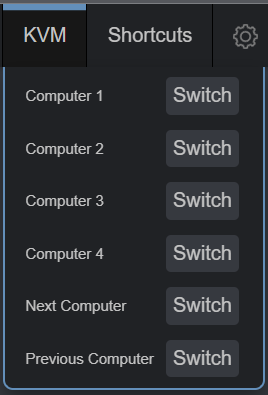 KVM Shortcuts
Computer 1 Switch
Computer 2 Switch
Computer 3 Switch
Computer 4 Switch
Next Computer Switch
Previous Computer Switch